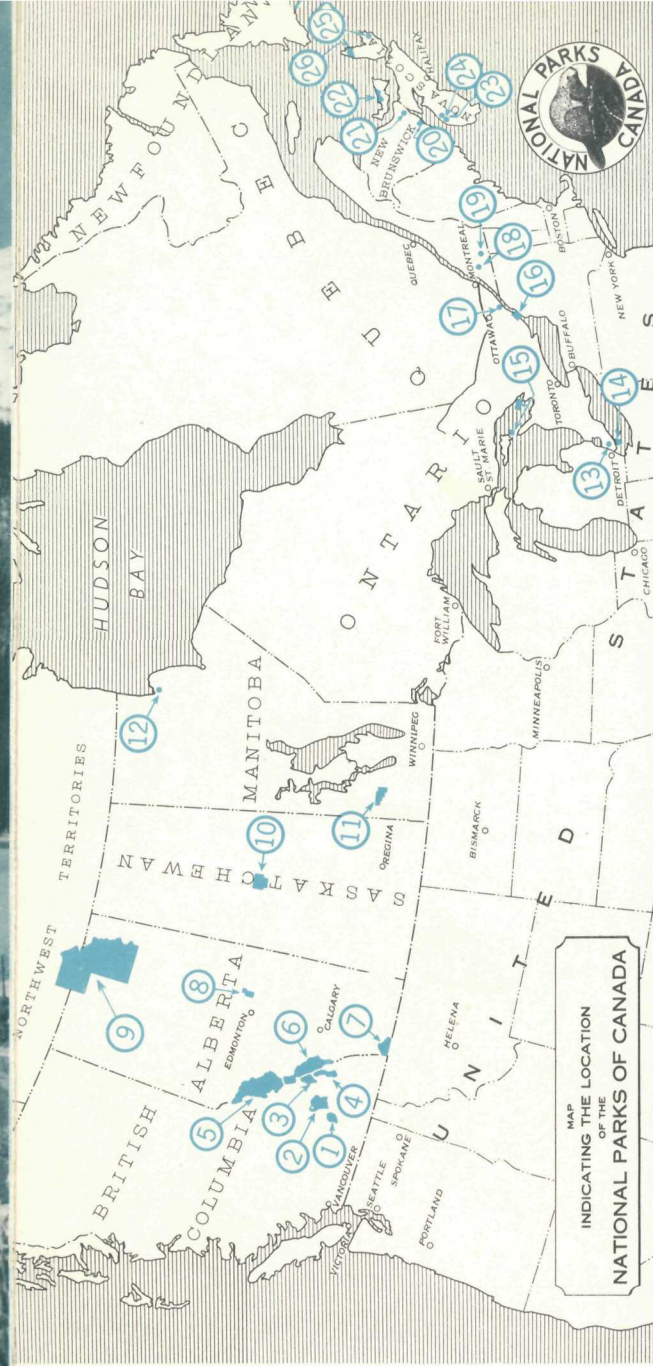 NORTHWEST TERRITORIES
HUDSON
BAY
NEWFOUNDLAND
BRITISH
COLUMBIA
ALBERTA
SASKATCHEWAN
MANITOBA
ONTARIO
QUEBEC
NEW
BRUNSWICK
NOVA SCOTIA
UNITED STATES
VICTORIA
VANCOUVER
SEATTLE
SPOKANE
PORTLAND
EDMONTON
CALGARY
HELENA
REGINA
BISMARCK
WINNIPEG
MINNEAPOLIS
FORT
WILLIAM
SAULT
ST MARIE
CHICAGO
DETROIT
TORONTO
BUFFALO
OTTAWA
MONTREAL
QUEBEC
NEW YORK
BOSTON
HALIFAX
1
2
3
4
5
6
7
8
9
10
11
12
13
14
15
16
17
18
19
20
21
22
23
24
25
26
MAP
INDICATING THE LOCATION
OF THE
NATIONAL PARKS OF CANADA
NATIONAL PARKS
CANADA